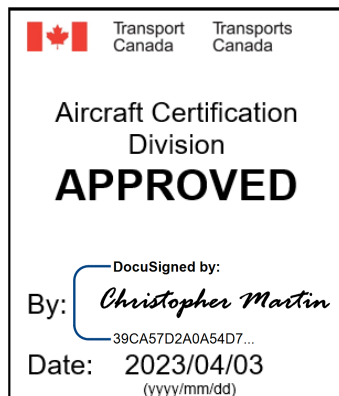 Transport Transports
Canada Canada
Aircraft Certification
Division
APPROVED
DocuSigned by:
By: Christopher Martin
39CA57D2A0A54D7...
Date: 2023/04/03
(yyyy/mm/dd)